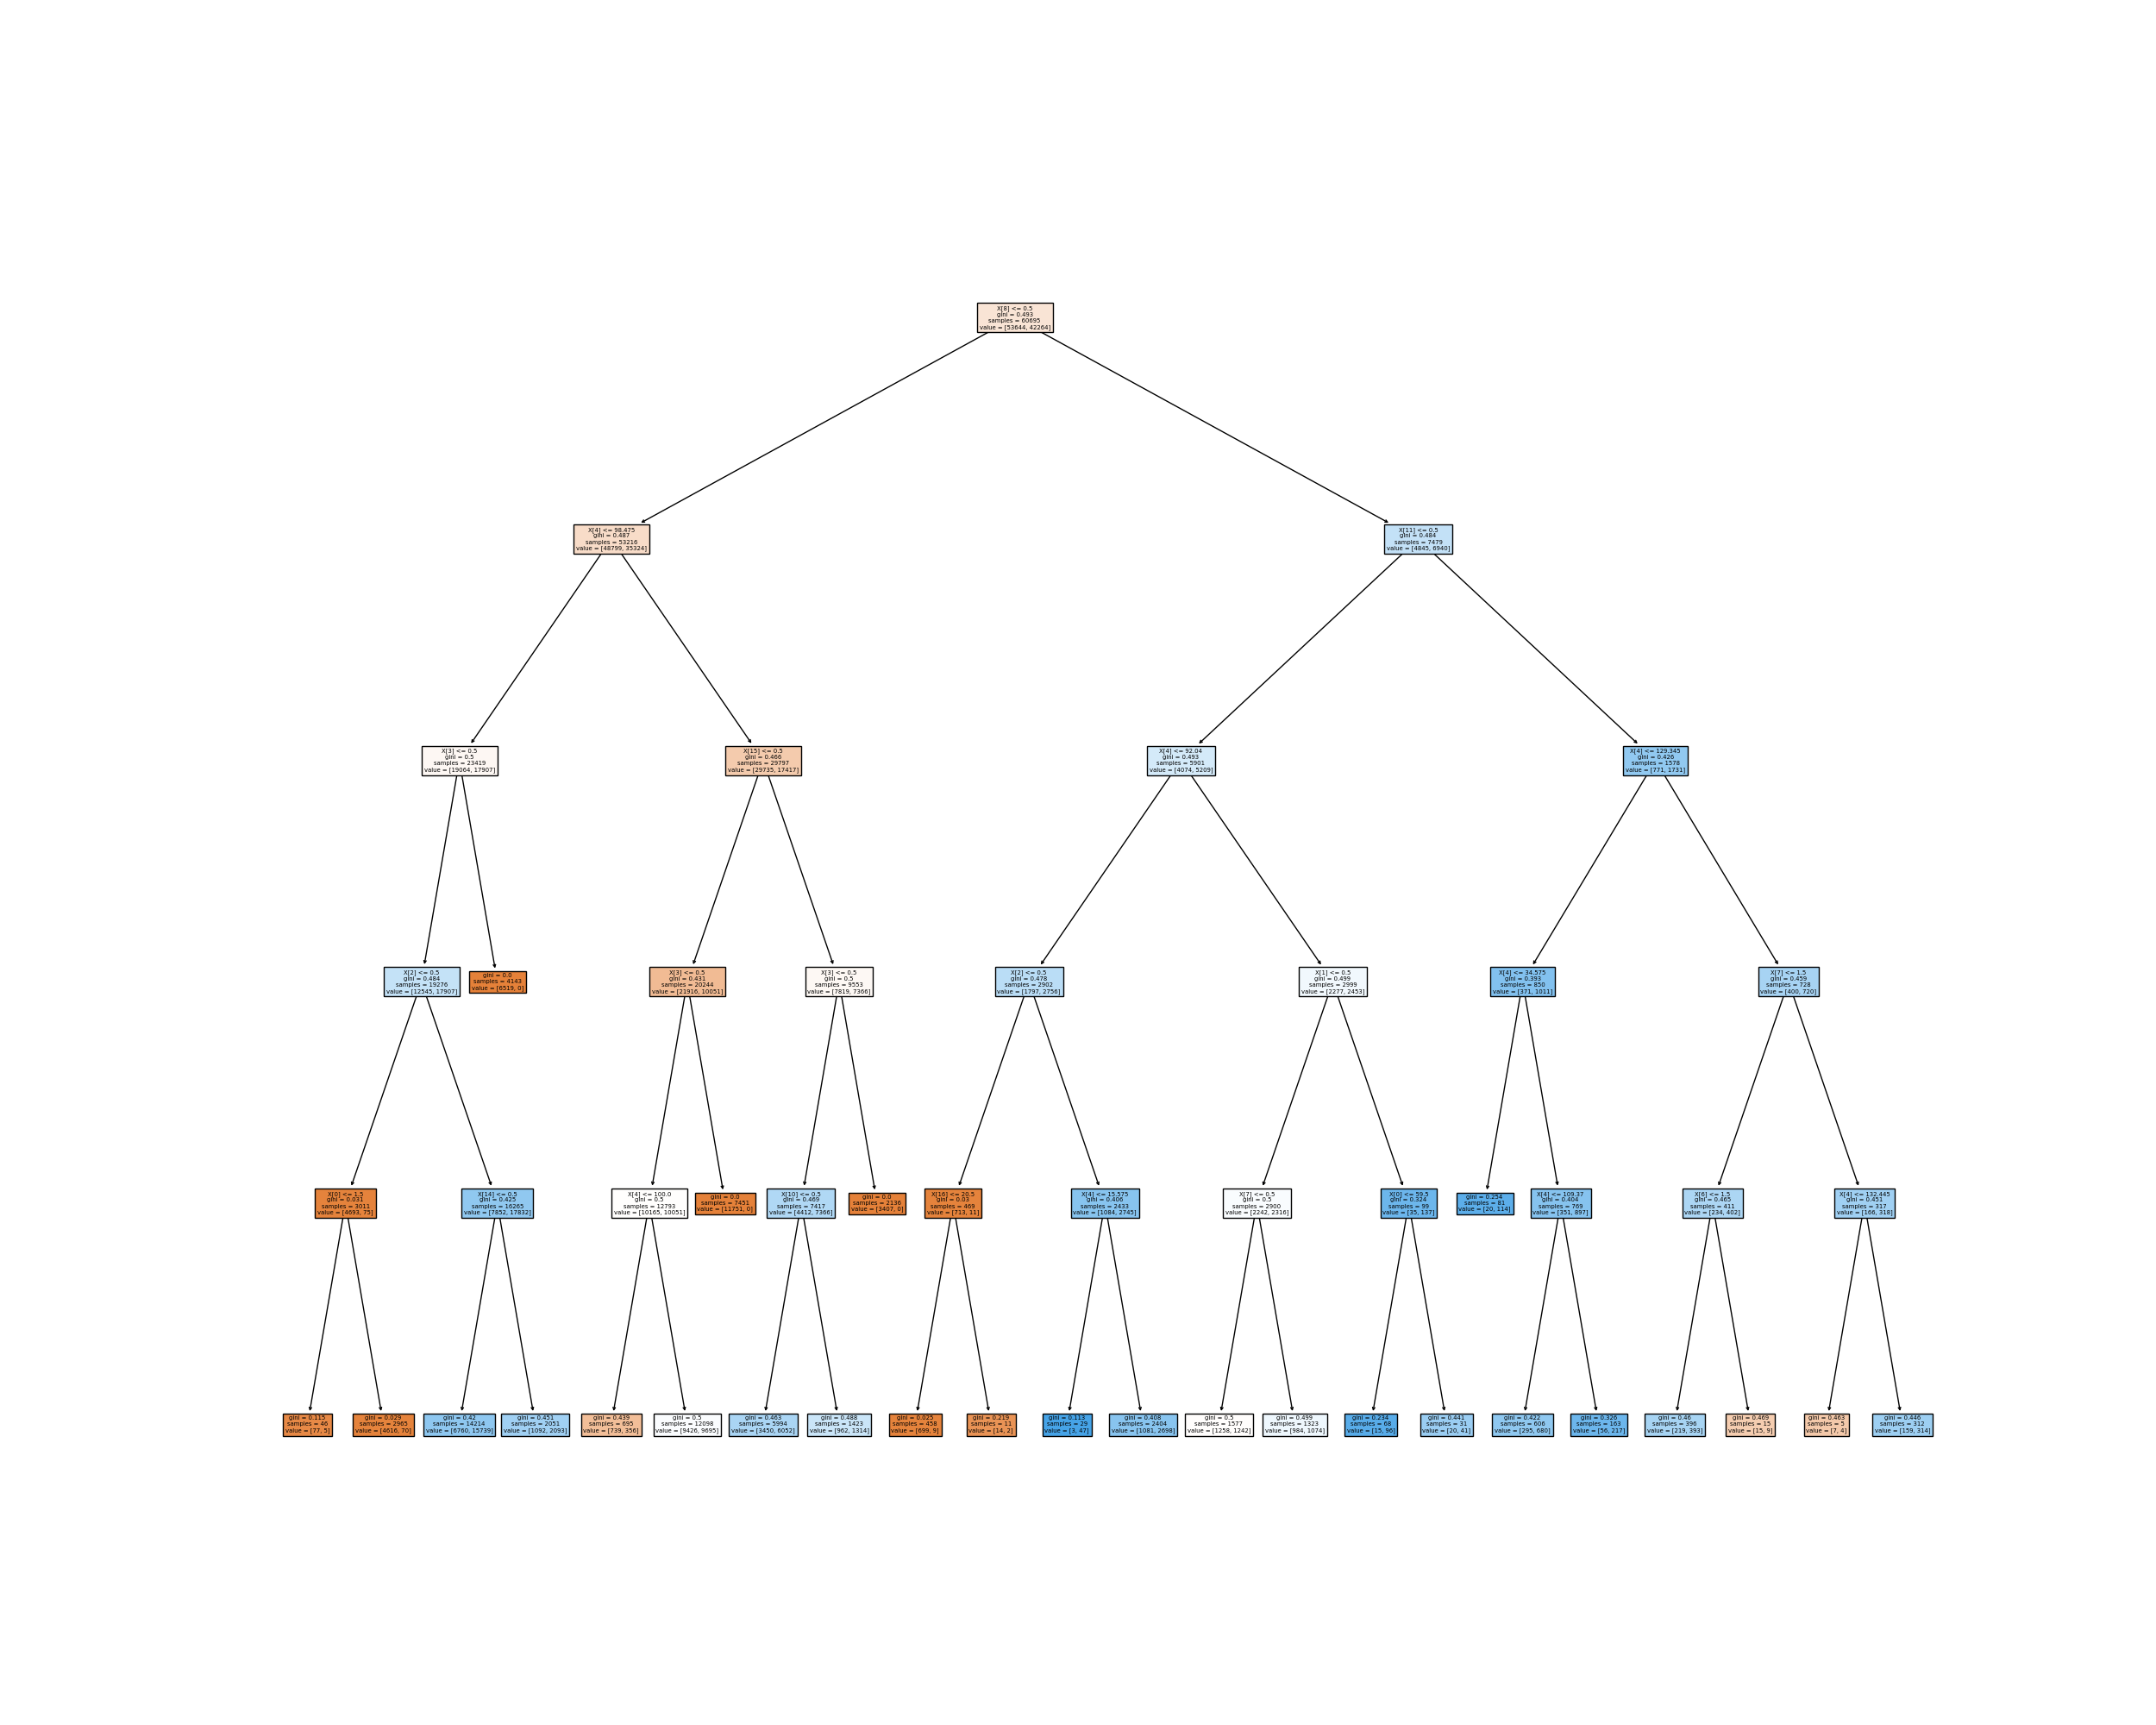 X[8] <= 0.5
gini = 0.493
samples = 60695
value = [53644, 42264]
X[4] <= 98.475
gini = 0.487
samples = 53216
value = [48799, 35324]
X[11] <= 0.5
gini = 0.484
samples = 7479
value = [4845, 6940]
X[3] <= 0.5
gini = 0.5
samples = 23419
value = [19064, 17907]
X[15] <= 0.5
gini = 0.466
samples = 29797
value = [29735, 17417]
X[4] <= 92.04
gini = 0.493
samples = 5901
value = [4074, 5209]
X[4] <= 129.345
gini = 0.426
samples = 1578
value = [771, 1731]
X[2] <= 0.5
gini = 0.484
samples = 19276
value = [12545, 17907]
gini = 0.0
samples = 4143
value = [6519, 0]
X[3] <= 0.5
gini = 0.431
samples = 20244
value = [21916, 10051]
X[3] <= 0.5
gini = 0.5
samples = 9553
value = [7819, 7366]
X[2] <= 0.5
gini = 0.478
samples = 2902
value = [1797, 2756]
X[1] <= 0.5
gini = 0.499
samples = 2999
value = [2277, 2453]
X[4] <= 34.575
gini = 0.393
samples = 850
value = [371, 1011]
X[7] <= 1.5
gini = 0.459
samples = 728
value = [400, 720]
X[0] <= 1.5
gini = 0.031
samples = 3011
value = [4693, 75]
X[14] <= 0.5
gini = 0.425
samples = 16265
value = [7852, 17832]
X[4] <= 100.0
gini = 0.5
samples = 12793
value = [10165, 10051]
gini = 0.0
samples = 7451
value = [11751, 0]
X[10] <= 0.5
gini = 0.469
samples = 7417
value = [4412, 7366]
gini = 0.0
samples = 2136
value = [3407, 0]
X[16] <= 20.5
gini = 0.03
samples = 469
value = [713, 11]
X[4] <= 15.575
gini = 0.406
samples = 2433
value = [1084, 2745]
X[7] <= 0.5
gini = 0.5
samples = 2900
value = [2242, 2316]
X[0] <= 59.5
gini = 0.324
samples = 99
value = [35, 137]
gini = 0.254
samples = 81
value = [20, 114]
X[4] <= 109.37
gini = 0.404
samples = 769
value = [351, 897]
X[6] <= 1.5
gini = 0.465
samples = 411
value = [234, 402]
X[4] <= 132.445
gini = 0.451
samples = 317
value = [166, 318]
gini = 0.115
samples = 46
value = [77, 5]
gini = 0.029
samples = 2965
value = [4616, 70]
gini = 0.42
samples = 14214
value = [6760, 15739]
gini = 0.451
samples = 2051
value = [1092, 2093]
gini = 0.439
samples = 695
value = [739, 356]
gini = 0.5
samples = 12098
value = [9426, 9695]
gini = 0.463
samples = 5994
value = [3450, 6052]
gini = 0.488
samples = 1423
value = [962, 1314]
gini = 0.025
samples = 458
value = [699, 9]
gini = 0.219
samples = 11
value = [14, 2]
gini = 0.113
samples = 29
value = [3, 47]
gini = 0.408
samples = 2404
value = [1081, 2698]
gini = 0.5
samples = 1577
value = [1258, 1242]
gini = 0.499
samples = 1323
value = [984, 1074]
gini = 0.234
samples = 68
value = [15, 96]
gini = 0.441
samples = 31
value = [20, 41]
gini = 0.422
samples = 606
value = [295, 680]
gini = 0.326
samples = 163
value = [56, 217]
gini = 0.46
samples = 396
value = [219, 393]
gini = 0.469
samples = 15
value = [15, 9]
gini = 0.463
samples = 5
value = [7, 4]
gini = 0.446
samples = 312
value = [159, 314]